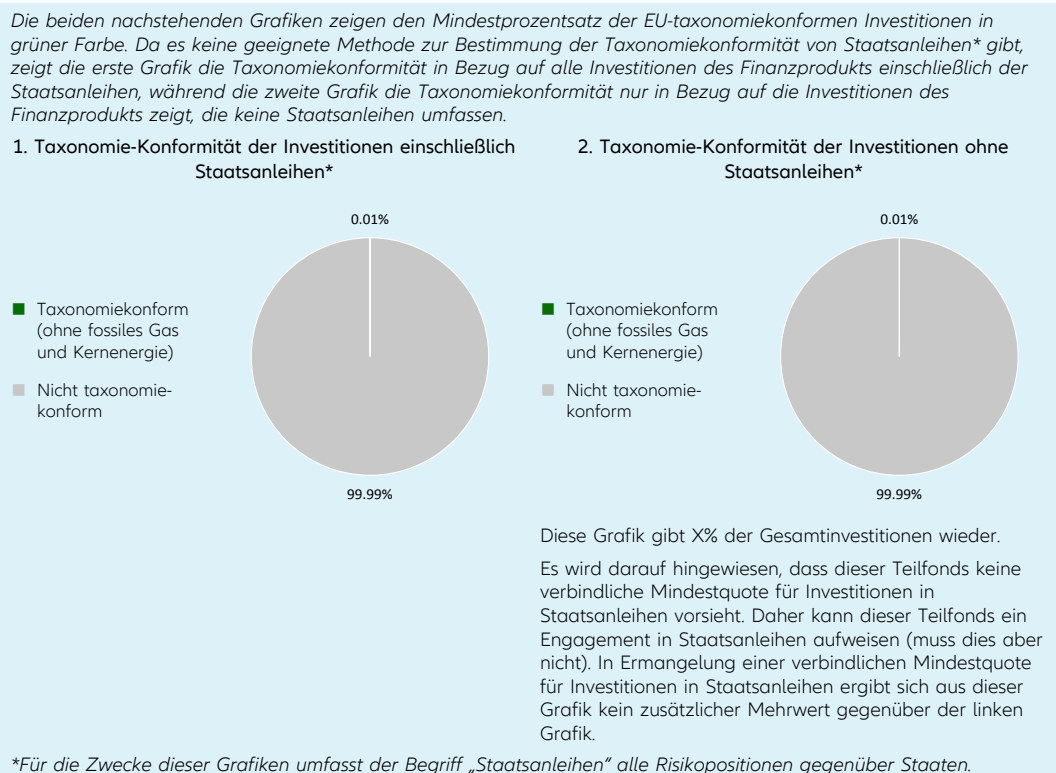 Die beiden nachstehenden Grafiken zeigen den Mindestprozentsatz der EU-taxonomiekonformen Investitionen in
grüner Farbe. Da es keine geeignete Methode zur Bestimmung der Taxonomiekonformität von Staatsanleihen* gibt,
zeigt die erste Grafik die Taxonomiekonformität in Bezug auf alle Investitionen des Finanzprodukts einschließlich der
Staatsanleihen, während die zweite Grafik die Taxonomiekonformität nur in Bezug auf die Investitionen des
Finanzprodukts zeigt, die keine Staatsanleihen umfassen.
1. Taxonomie-Konformität der Investitionen einschließlich
Staatsanleihen*
0.01%
Taxonomiekonform
(ohne fossiles Gas
und Kernenergie)
Nicht taxonomie-
konform
99.99%
2. Taxonomie-Konformität der Investitionen ohne
Staatsanleihen*
0.01%
Taxonomiekonform
(ohne fossiles Gas
und Kernenergie)
Nicht taxonomie-
konform
99.99%
Diese Grafik gibt X% der Gesamtinvestitionen wieder.
Es wird darauf hingewiesen, dass dieser Teilfonds keine
verbindliche Mindestquote für Investitionen in
Staatsanleihen vorsieht. Daher kann dieser Teilfonds ein
Engagement in Staatsanleihen aufweisen (muss dies aber
nicht). In Ermangelung einer verbindlichen Mindestquote
für Investitionen in Staatsanleihen ergibt sich aus dieser
Grafik kein zusätzlicher Mehrwert gegenüber der linken
Grafik.
*Für die Zwecke dieser Grafiken umfasst der Begriff „Staatsanleihen“ alle Risikopositionen gegenüber Staaten.